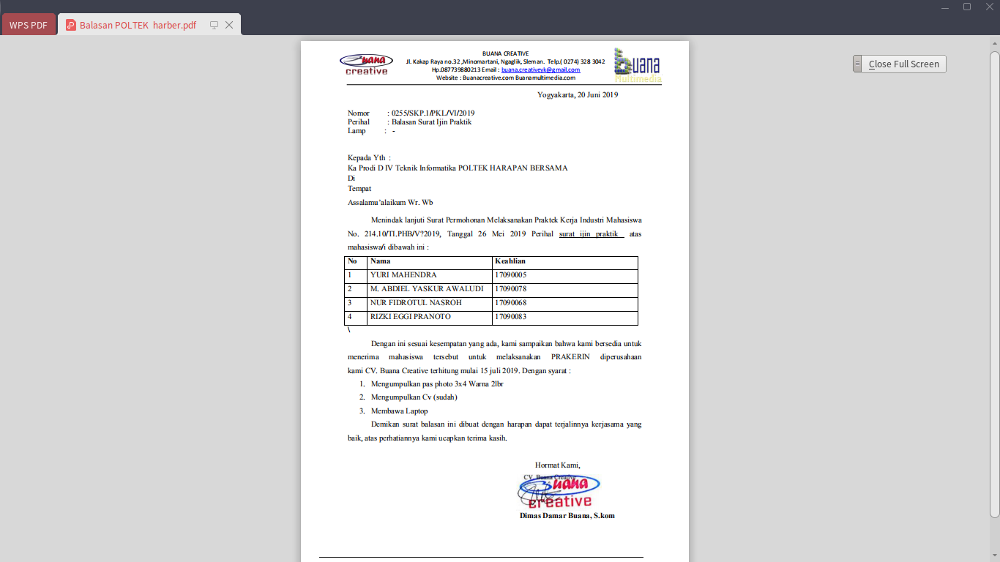 WPS PDF
Balasan POLTEK harber.pdf
Close Full Screen
Buana
creative
BUANA CREATIVE
Jl. Kakap Raya no.32 ,Minomartani, Ngaglik, Sleman. Telp.( 0274) 328 3042
Hp.087739880213 Email : buana.creativeyk@gmail.com
Website : Buanacreative.com Buanamultimedia.com
Buana
Multimedia
Yogyakarta, 20 Juni 2019
Nomor : 0255/SKP.1/PKL/VI/2019
Perihal : Balasan Surat Ijin Praktik
Lamp : -
Kepada Yth :
Ka Prodi D IV Teknik Informatika POLTEK HARAPAN BERSAMA
Di
Tempat
Assalamu’alaikum Wr. Wb
Menindak lanjuti Surat Permohonan Melaksanakan Praktek Kerja Industri Mahasiswa
No. 214.10/TI.PHB/V?2019, Tanggal 26 Mei 2019 Perihal surat ijin praktik atas
mahasiswa/i dibawah ini :
No Nama Keahlian
1 YURI MAHENDRA 17090005
2 M. ABDIEL YASKUR AWALUDI 17090078
3 NUR FIDROTUL NASROH 17090068
4 RIZKI EGGI PRANOTO 17090083
\
Dengan ini sesuai kesempatan yang ada, kami sampaikan bahwa kami bersedia untuk
menerima mahasiswa tersebut untuk melaksanakan PRAKERIN diperusahaan
kami CV. Buana Creative terhitung mulai 15 juli 2019. Dengan syarat :
1. Mengumpulkan pas photo 3x4 Warna 2lbr
2. Mengumpulkan Cv (sudah)
3. Membawa Laptop
Demikan surat balasan ini dibuat dengan harapan dapat terjalinnya kerjasama yang
baik, atas perhatiannya kami ucapkan terima kasih.
Hormat Kami,
CV. Buana Creative
Buana
creative
Dimas Damar Buana, S.kom